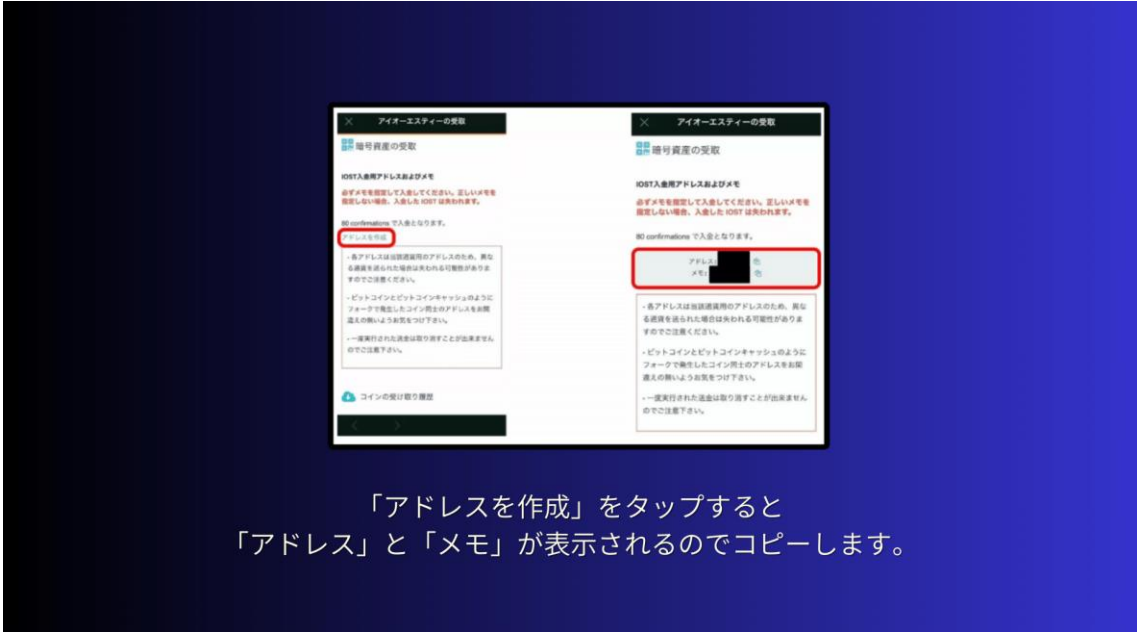 アイオーエスティーの受取
暗号資産の受取
IOST入金用アドレスおよびメモ
必ずメモを指定して入金してください。正しいメモを
指定しない場合、入金した IOST は失われます。
80 confirmations で入金となります。
アドレスを作成
・各アドレスは当該通貨用のアドレスのため、異な
る通貨を送られた場合は失われる可能性がありま
すのでご注意ください。
・ビットコインとビットコインキャッシュのように
フォークで発生したコイン同士のアドレスをお間
違えの無いようお気をつけ下さい。
・一度実行された送金は取り消すことが出来ません
のでご注意下さい。
コインの受け取り履歴
アイオーエスティーの受取
暗号資産の受取
IOST入金用アドレスおよびメモ
必ずメモを指定して入金してください。正しいメモを
指定しない場合、入金した IOST は失われます。
80 confirmations で入金となります。
アドレス:
メモ:
・各アドレスは当該通貨用のアドレスのため、異な
る通貨を送られた場合は失われる可能性がありま
すのでご注意ください。
・ビットコインとビットコインキャッシュのように
フォークで発生したコイン同士のアドレスをお間
違えの無いようお気をつけ下さい。
・一度実行された送金は取り消すことが出来ません
のでご注意下さい。
「アドレスを作成」をタップすると
「アドレス」と「メモ」が表示されるのでコピーします。